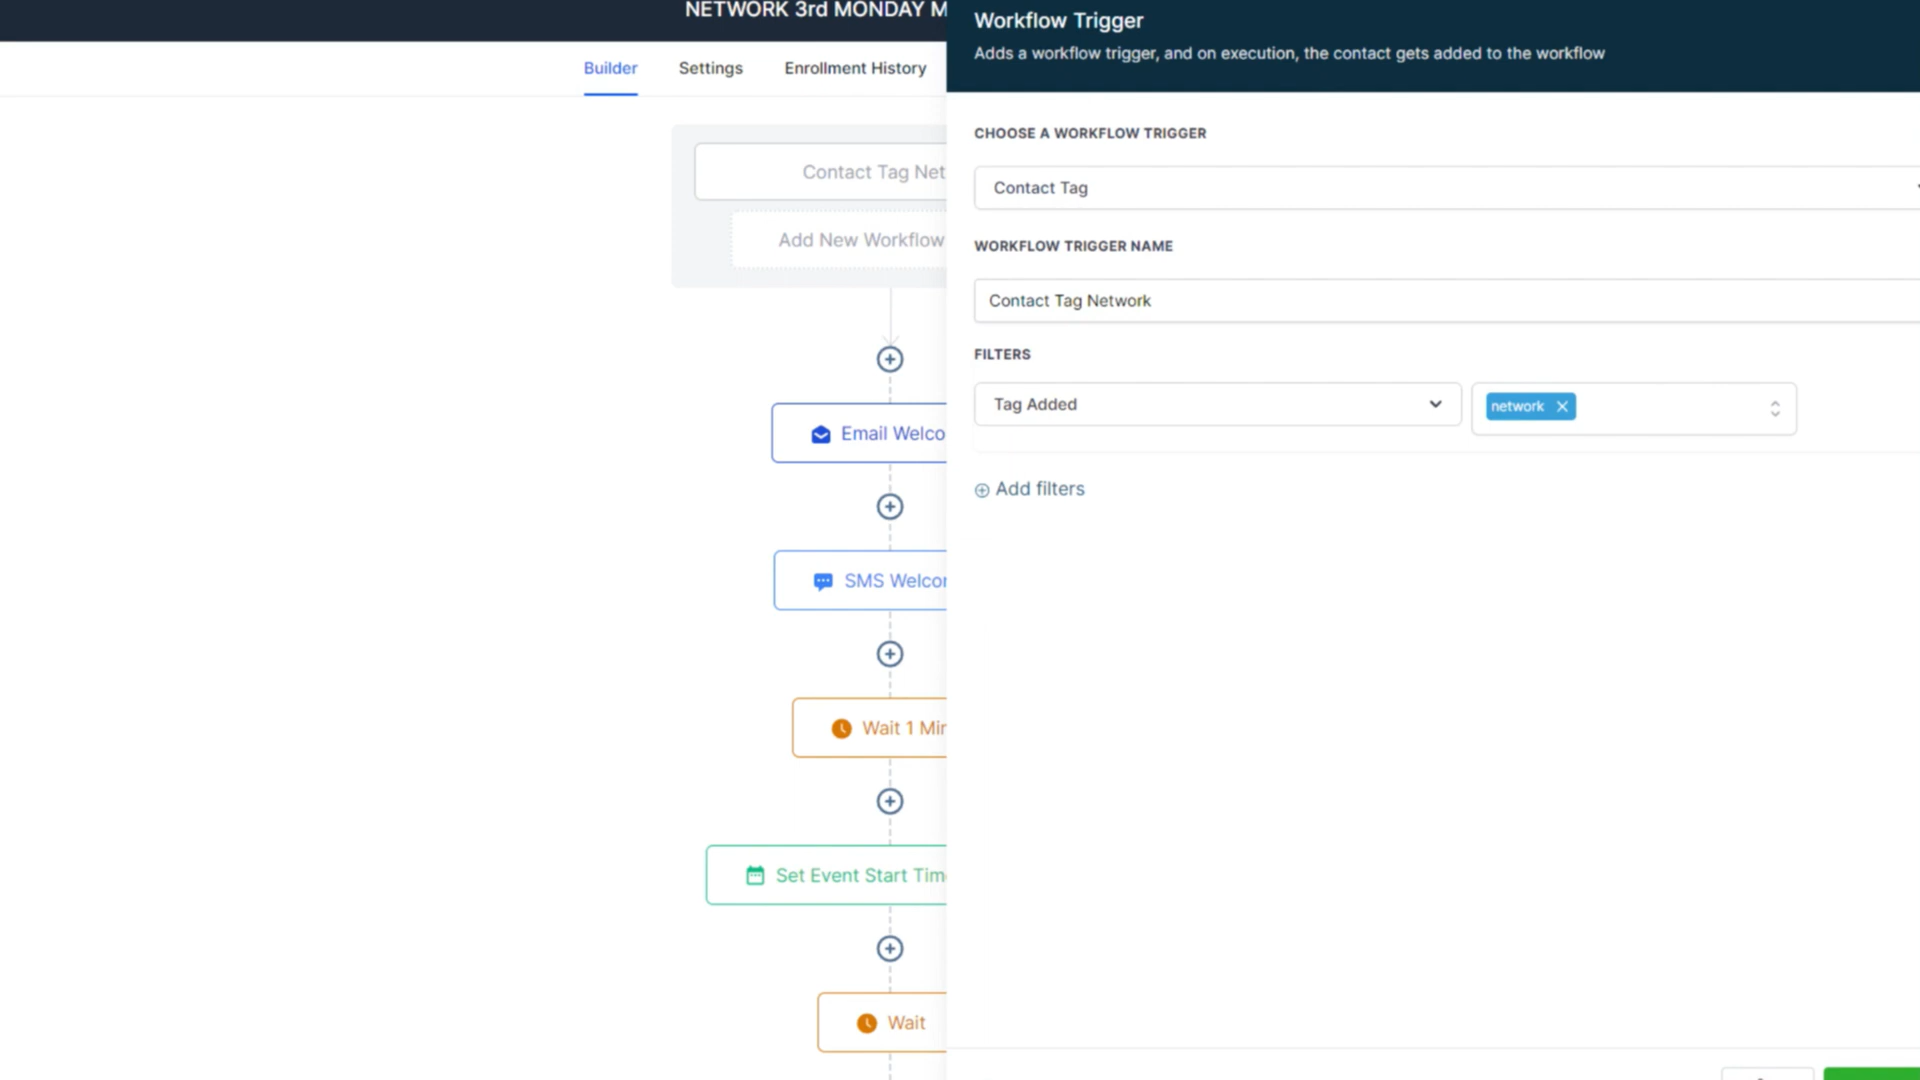 NETWORK 3rd MONDAY M
Builder
Settings
Enrollment History
Contact Tag Net
Add New Workflow
Email Welco
SMS Welcor
Wait 1 Min
Set Event Start Tim
Wait
Workflow Trigger
Adds a workflow trigger, and on execution, the contact gets added to the workflow
CHOOSE A WORKFLOW TRIGGER
Contact Tag
WORKFLOW TRIGGER NAME
Contact Tag Network
FILTERS
Tag Added
network
Add filters